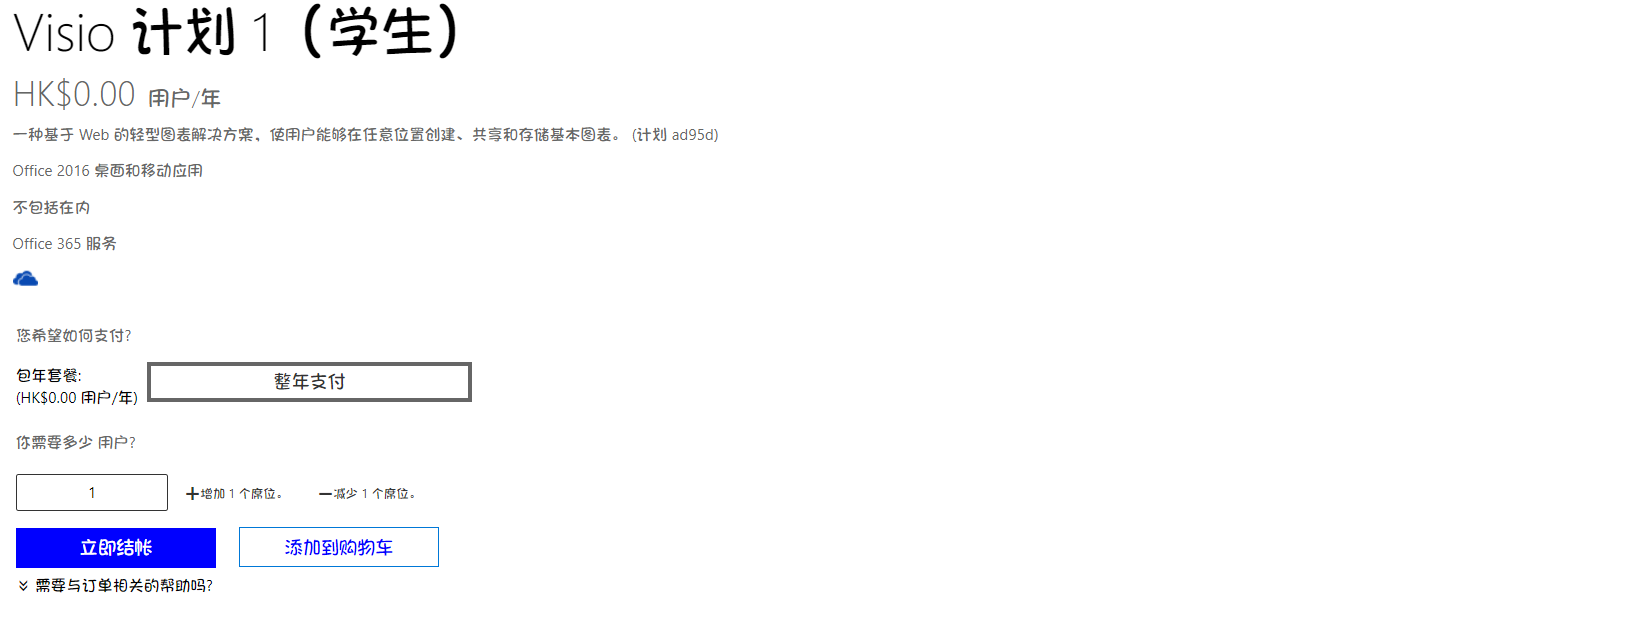 Visio 计划 1（学生）
HK$0.00 用户/年
一种基于 Web 的轻型图表解决方案，使用户能够在任意位置创建、共享和存储基本图表。 (计划 ad95d)
Office 2016 桌面和移动应用
不包括在内
Office 365 服务
您希望如何支付?
包年套餐:
(HK$0.00 用户/年)
整年支付
你需要多少 用户?
1
增加 1 个席位。
减少 1 个席位。
立即结帐
添加到购物车
需要与订单相关的帮助吗?